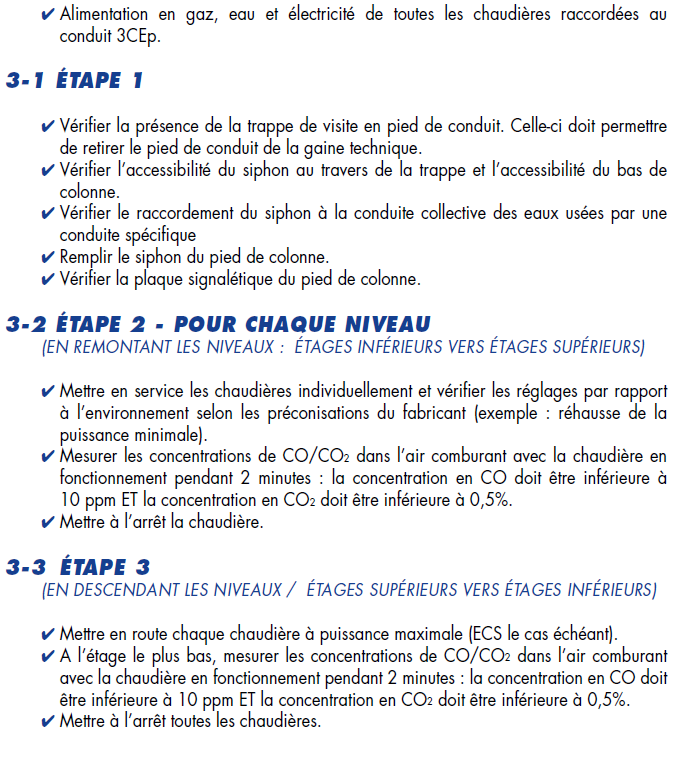 ✔ Alimentation en gaz, eau et électricité de toutes les chaudières raccordées au
conduit 3CEp.
3-1 ÉTAPE 1
✔ Vérifier la présence de la trappe de visite en pied de conduit. Celle-ci doit permettre
de retirer le pied de conduit de la gaine technique.
✔ Vérifier l'accessibilité du siphon au travers de la trappe et l'accessibilité du bas de
colonne.
✔ Vérifier le raccordement du siphon à la conduite collective des eaux usées par une
conduite spécifique
✔ Remplir le siphon du pied de colonne.
✔ Vérifier la plaque signalétique du pied de colonne.
3-2 ÉTAPE 2 - POUR CHAQUE NIVEAU
(EN REMONTANT LES NIVEAUX : ÉTAGES INFÉRIEURS VERS ÉTAGES SUPÉRIEURS)
✔ Mettre en service les chaudières individuellement et vérifier les réglages par rapport
à l'environnement selon les préconisations du fabricant (exemple : réhausse de la
puissance minimale).
✔ Mesurer les concentrations de CO/CO2 dans l'air comburant avec la chaudière en
fonctionnement pendant 2 minutes : la concentration en CO doit être inférieure à
10 ppm ET la concentration en CO2 doit être inférieure à 0,5%.
✔ Mettre à l'arrêt la chaudière.
3-3 ÉTAPE 3
(EN DESCENDANT LES NIVEAUX / ÉTAGES SUPÉRIEURS VERS ÉTAGES INFÉRIEURS)
✔ Mettre en route chaque chaudière à puissance maximale (ECS le cas échéant).
✔ A l'étage le plus bas, mesurer les concentrations de CO/CO2 dans l'air comburant
avec la chaudière en fonctionnement pendant 2 minutes : la concentration en CO doit
être inférieure à 10 ppm ET la concentration en CO2 doit être inférieure à 0,5%.
✔ Mettre à l'arrêt toutes les chaudières.